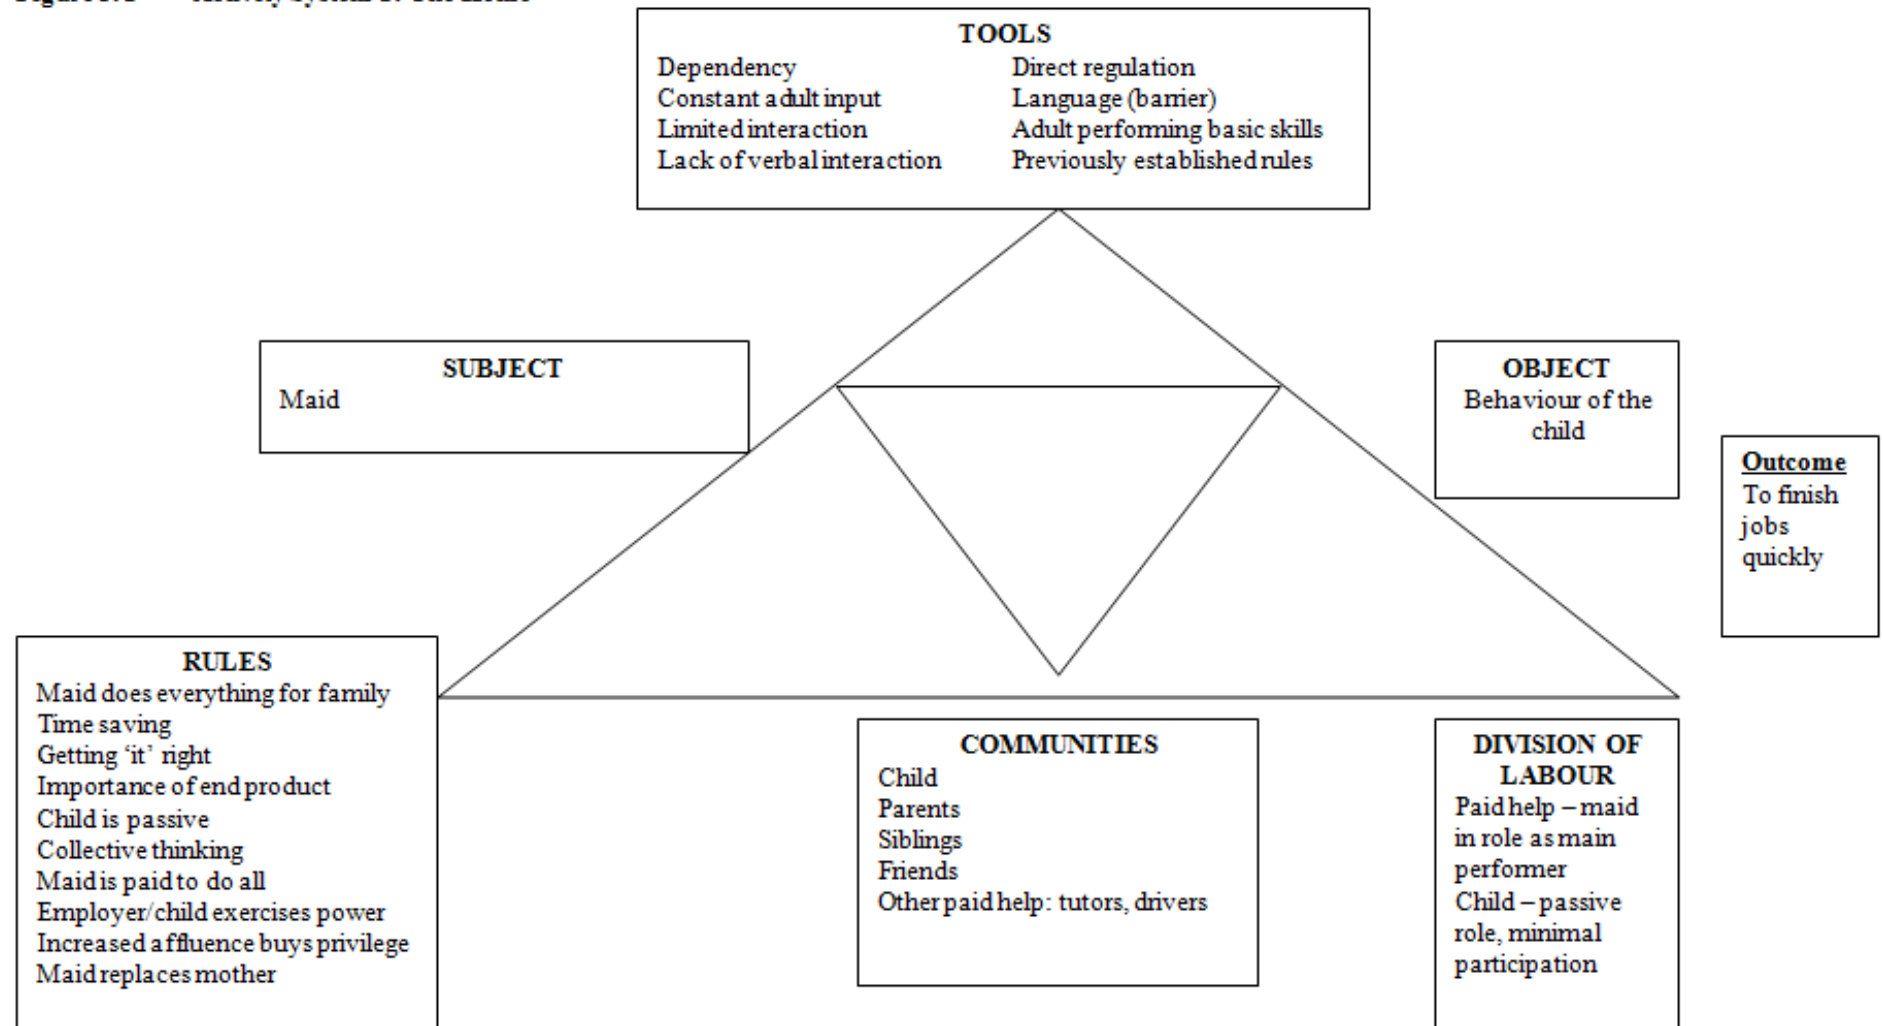 TOOLS
Dependency Direct regulation
Constant adult input Language (barrier)
Limited interaction Adult performing basic skills
Lack of verbal interaction Previously established rules
SUBJECT
Maid
OBJECT
Behaviour of the
child
Outcome
To finish
jobs
quickly
RULES
Maid does everything for family
Time saving
Getting ‘it’ right
Importance of end product
Child is passive
Collective thinking
Maid is paid to do all
Employer/child exercises power
Increased affluence buys privilege
Maid replaces mother
COMMUNITIES
Child
Parents
Siblings
Friends
Other paid help: tutors, drivers
DIVISION OF
LABOUR
Paid help – maid
in role as main
performer
Child – passive
role, minimal
participation